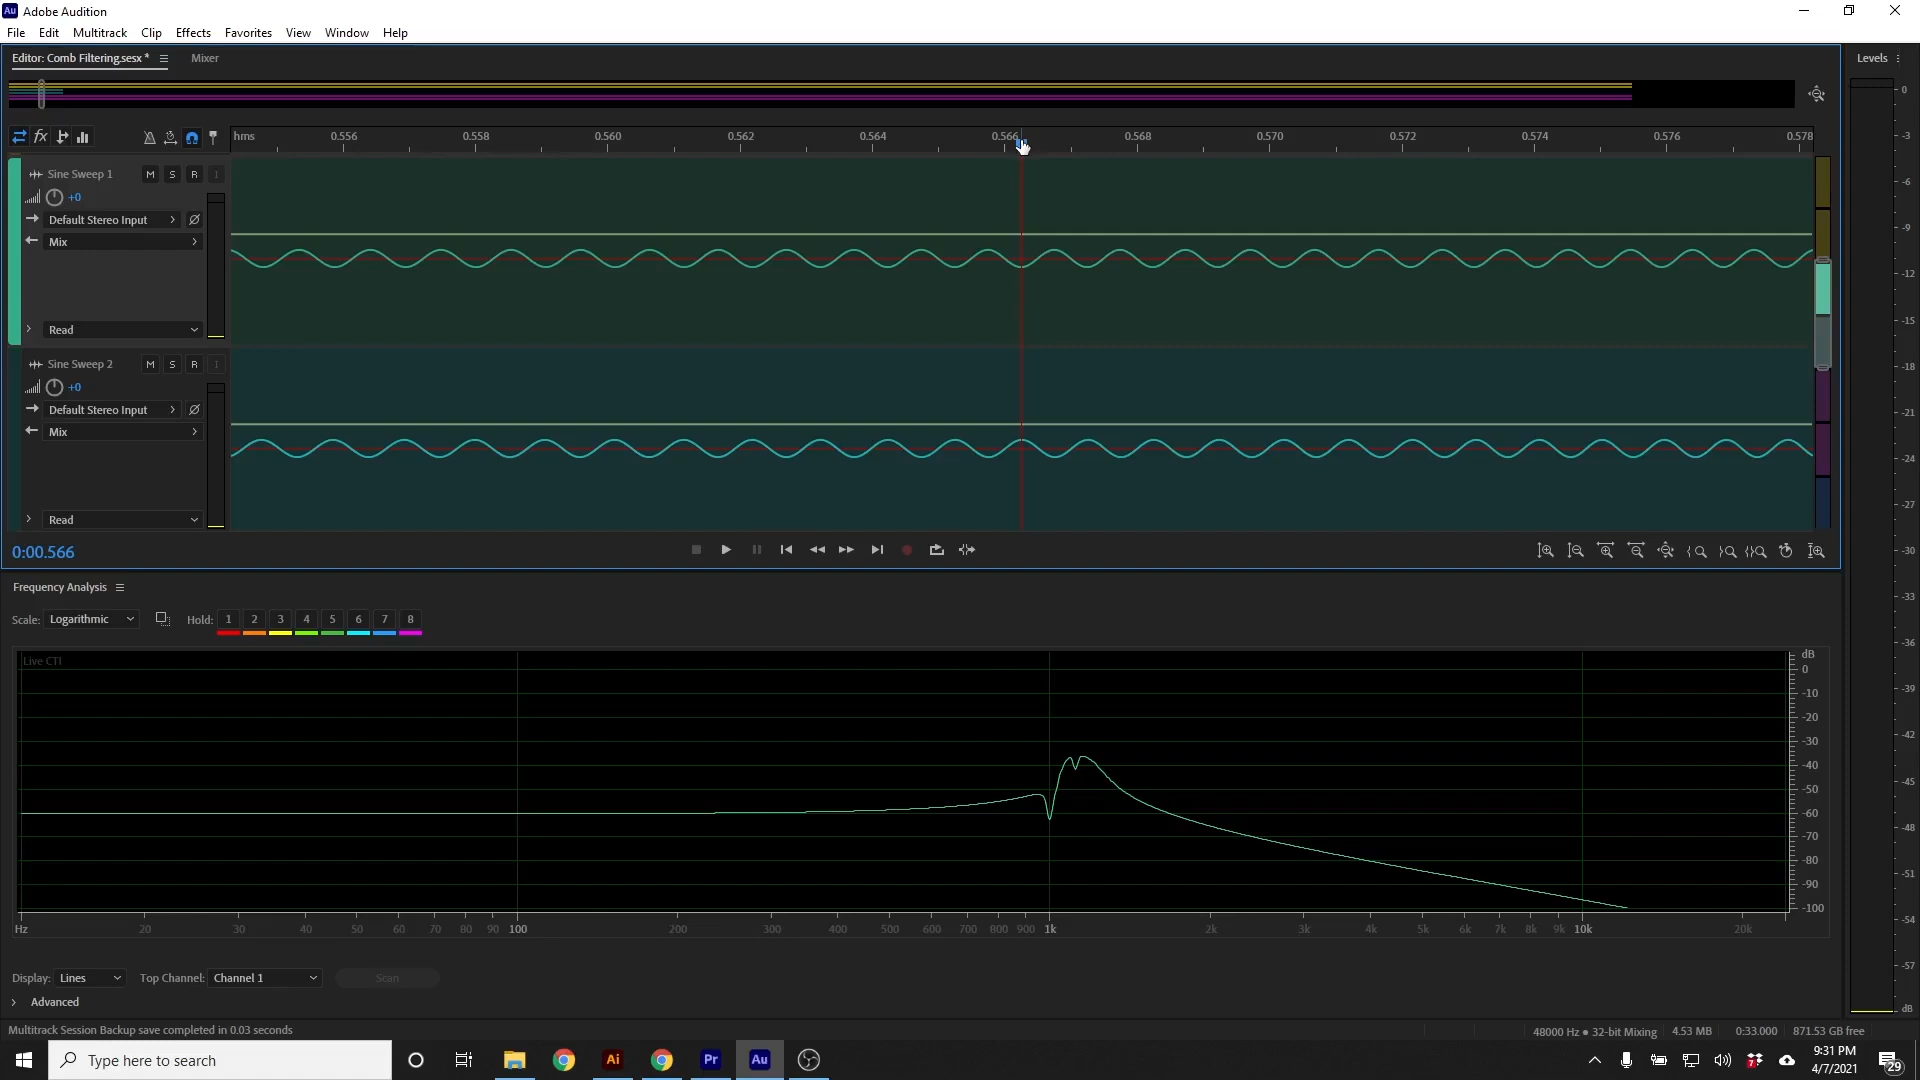 Au Adobe Audition
File Edit Multitrack Clip Effects Favorites View Window Help
Editor: Comb Filtering.sesx * Mixer
Levels
fx
hms 0.556 0.558 0.560 0.562 0.564 0.566 0.568 0.570 0.572 0.574 0.576 0.578
Sine Sweep 1 M S R I
+0
Default Stereo Input
Mix
Read
Sine Sweep 2 M S R I
+0
Default Stereo Input
Mix
Read
0:00.566
0
-3
-6
-9
-12
-15
-18
-21
-24
-27
-30
-33
-36
-39
-42
-45
-48
-51
-54
-57
dB
Frequency Analysis
Scale: Logarithmic Hold: 1 2 3 4 5 6 7 8
Live CTI
dB
0
-10
-20
-30
-40
-50
-60
-70
-80
-90
-100
Hz 20 30 40 50 60 70 80 90 100 200 300 400 500 600 700 800 900 1k 2k 3k 4k 5k 6k 7k 8k 9k 10k 20k
Display: Lines Top Channel: Channel 1 Scan
Advanced
Multitrack Session Backup save completed in 0.03 seconds
48000 Hz ● 32-bit Mixing 4.53 MB 0:33.000 871.53 GB free
Type here to search
Ai Pr Au
7
9:31 PM
4/7/2021
29